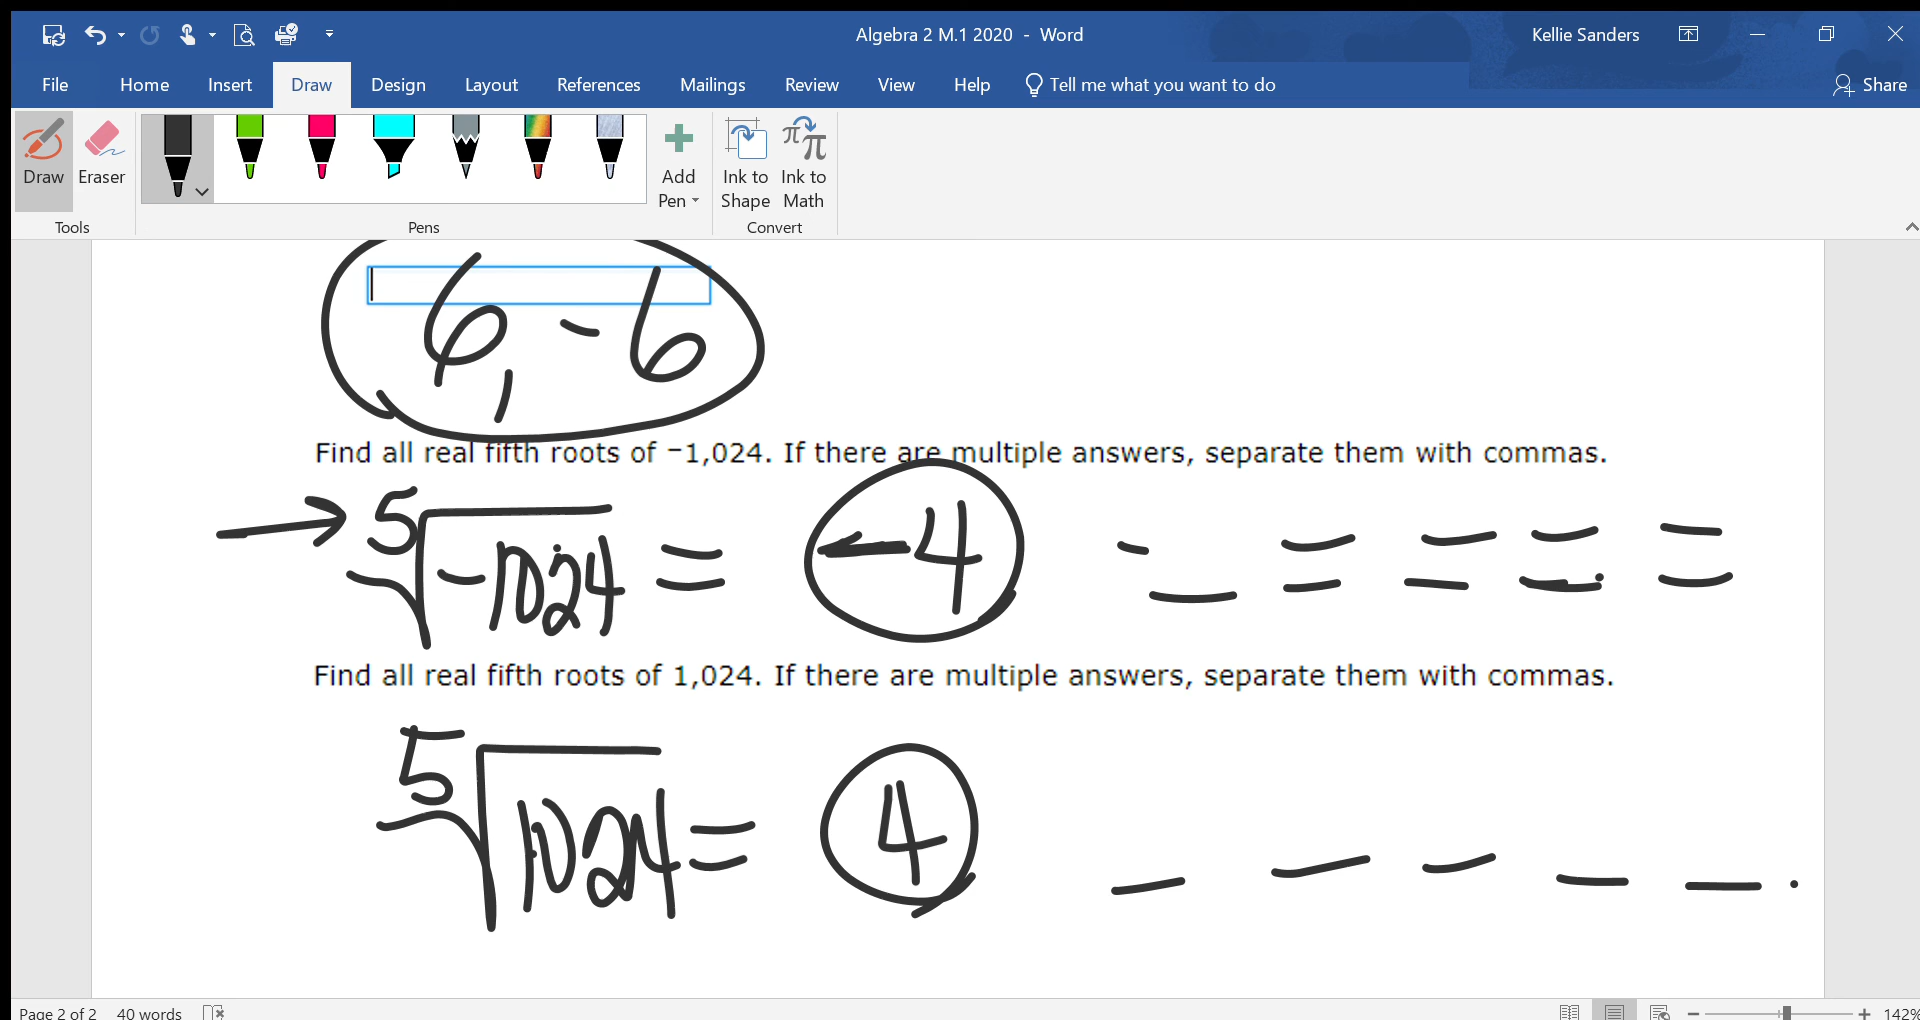 Algebra 2 M.1 2020 - Word
Kellie Sanders
File Home Insert Draw Design Layout References Mailings Review View Help Tell me what you want to do Share
Draw Eraser
Add Pen
Ink to Shape
Ink to Math
Tools Pens Convert
6, -6
Find all real fifth roots of −1,024. If there are multiple answers, separate them with commas.
5√-1024 = -4 - _ = = = =
Find all real fifth roots of 1,024. If there are multiple answers, separate them with commas.
5√1024 = 4 _ _ _ _ _ .
Page 2 of 2 40 words 142%